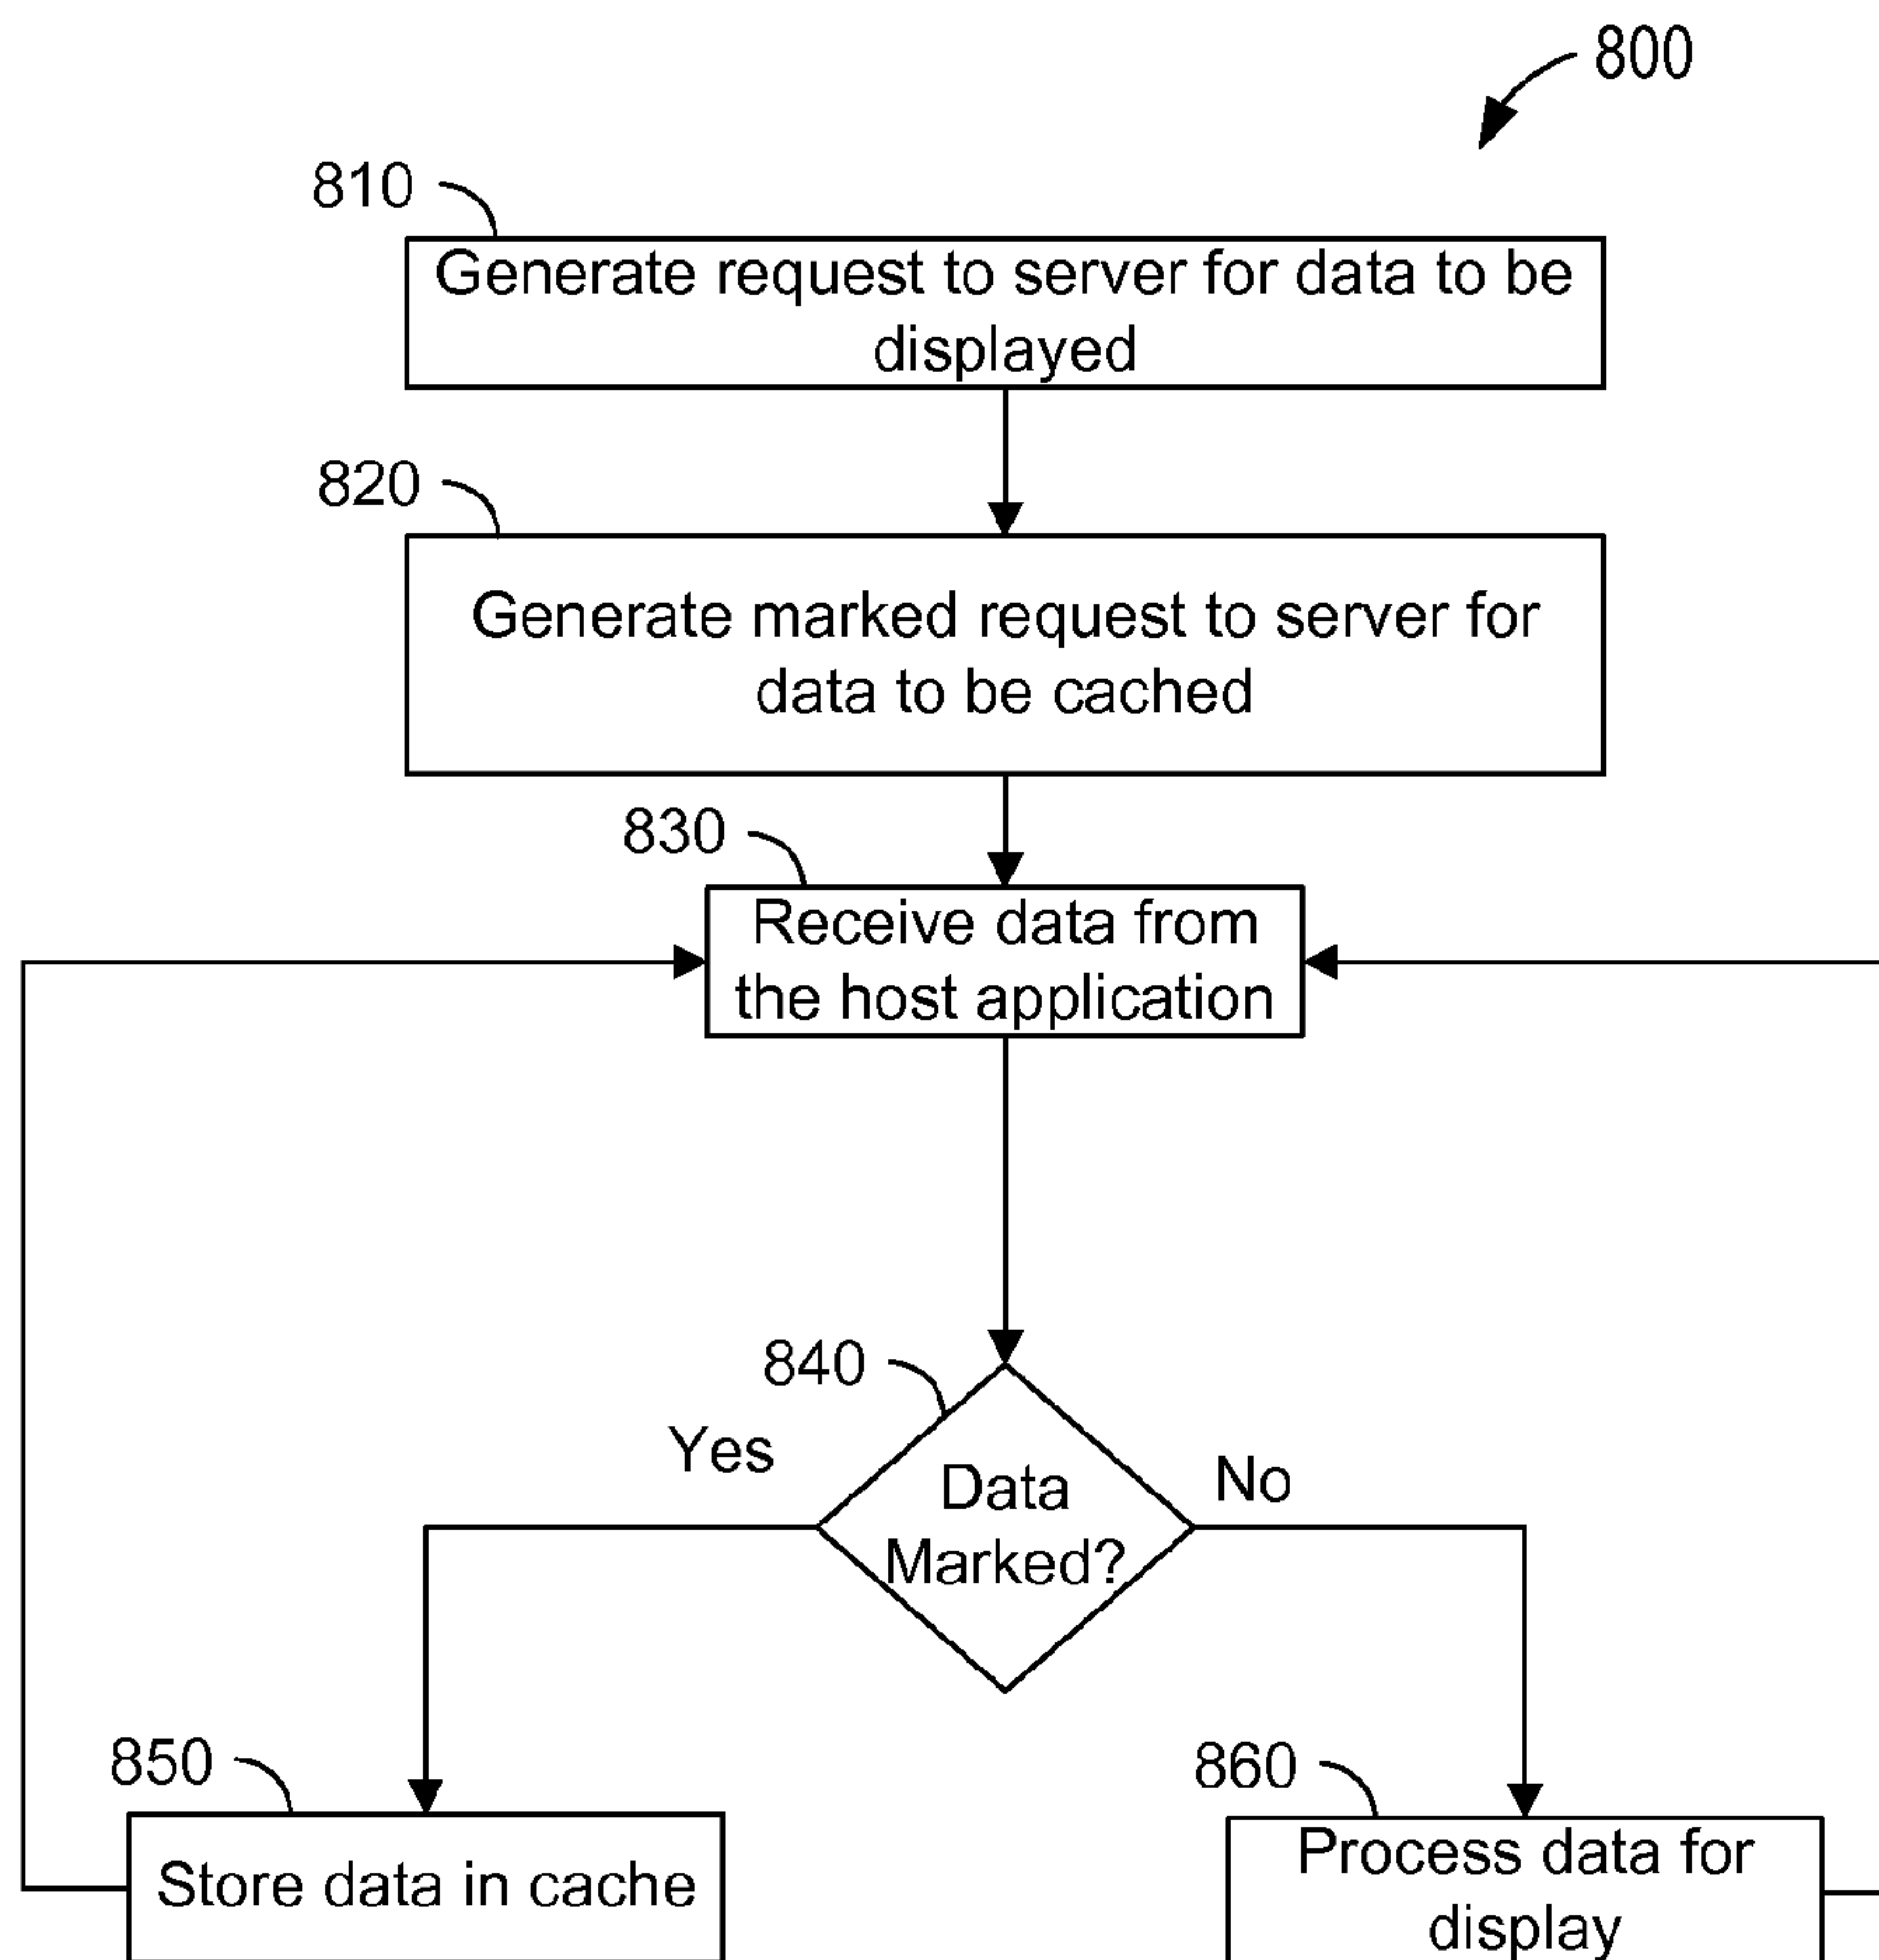 800
810
Generate request to server for data to be
displayed
820
Generate marked request to server for
data to be cached
830
Receive data from
the host application
840
Yes
No
Data
Marked?
850
Store data in cache
860
Process data for
display